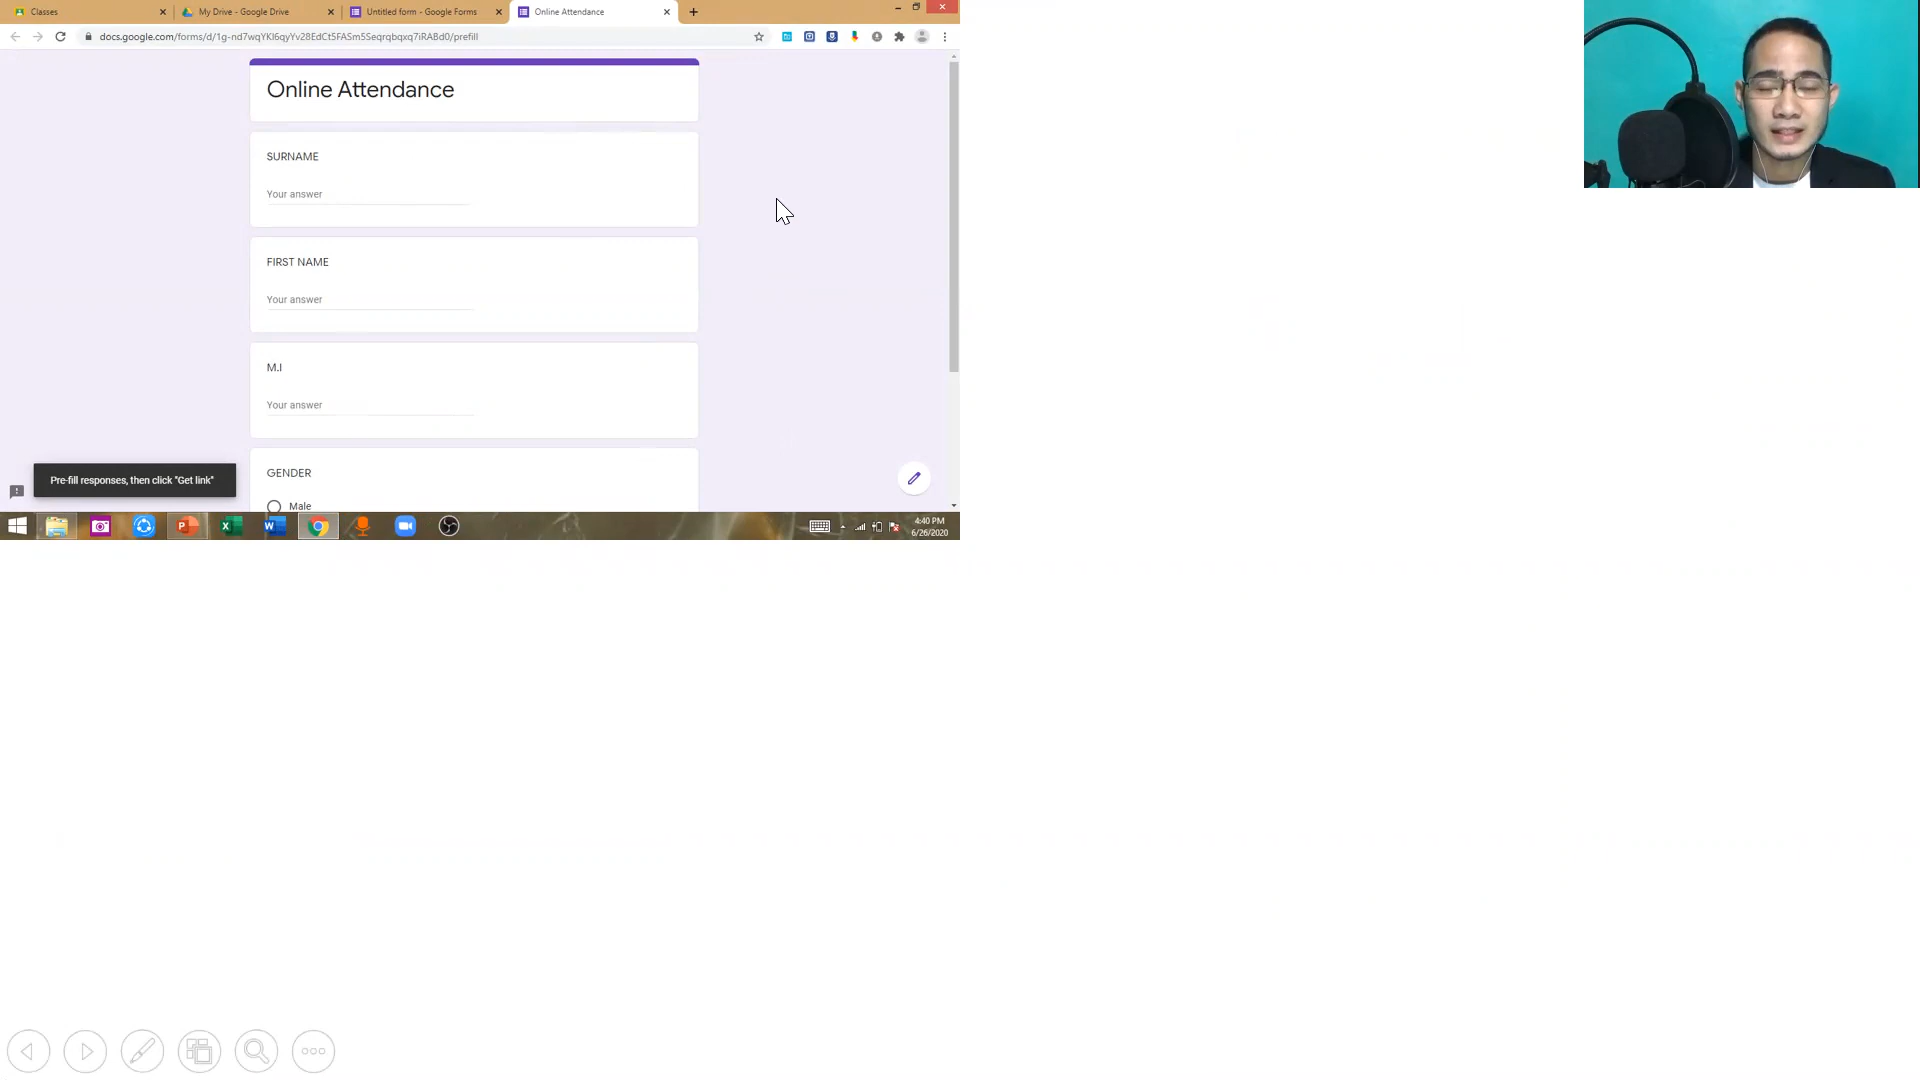 Classes
My Drive - Google Drive
Untitled form - Google Forms
Online Attendance
Online Attendance
SURNAME
Your answer
FIRST NAME
Your answer
M.I
Your answer
GENDER
Male
Pre-fill responses, then click "Get link"
4:40 PM
6/26/2020